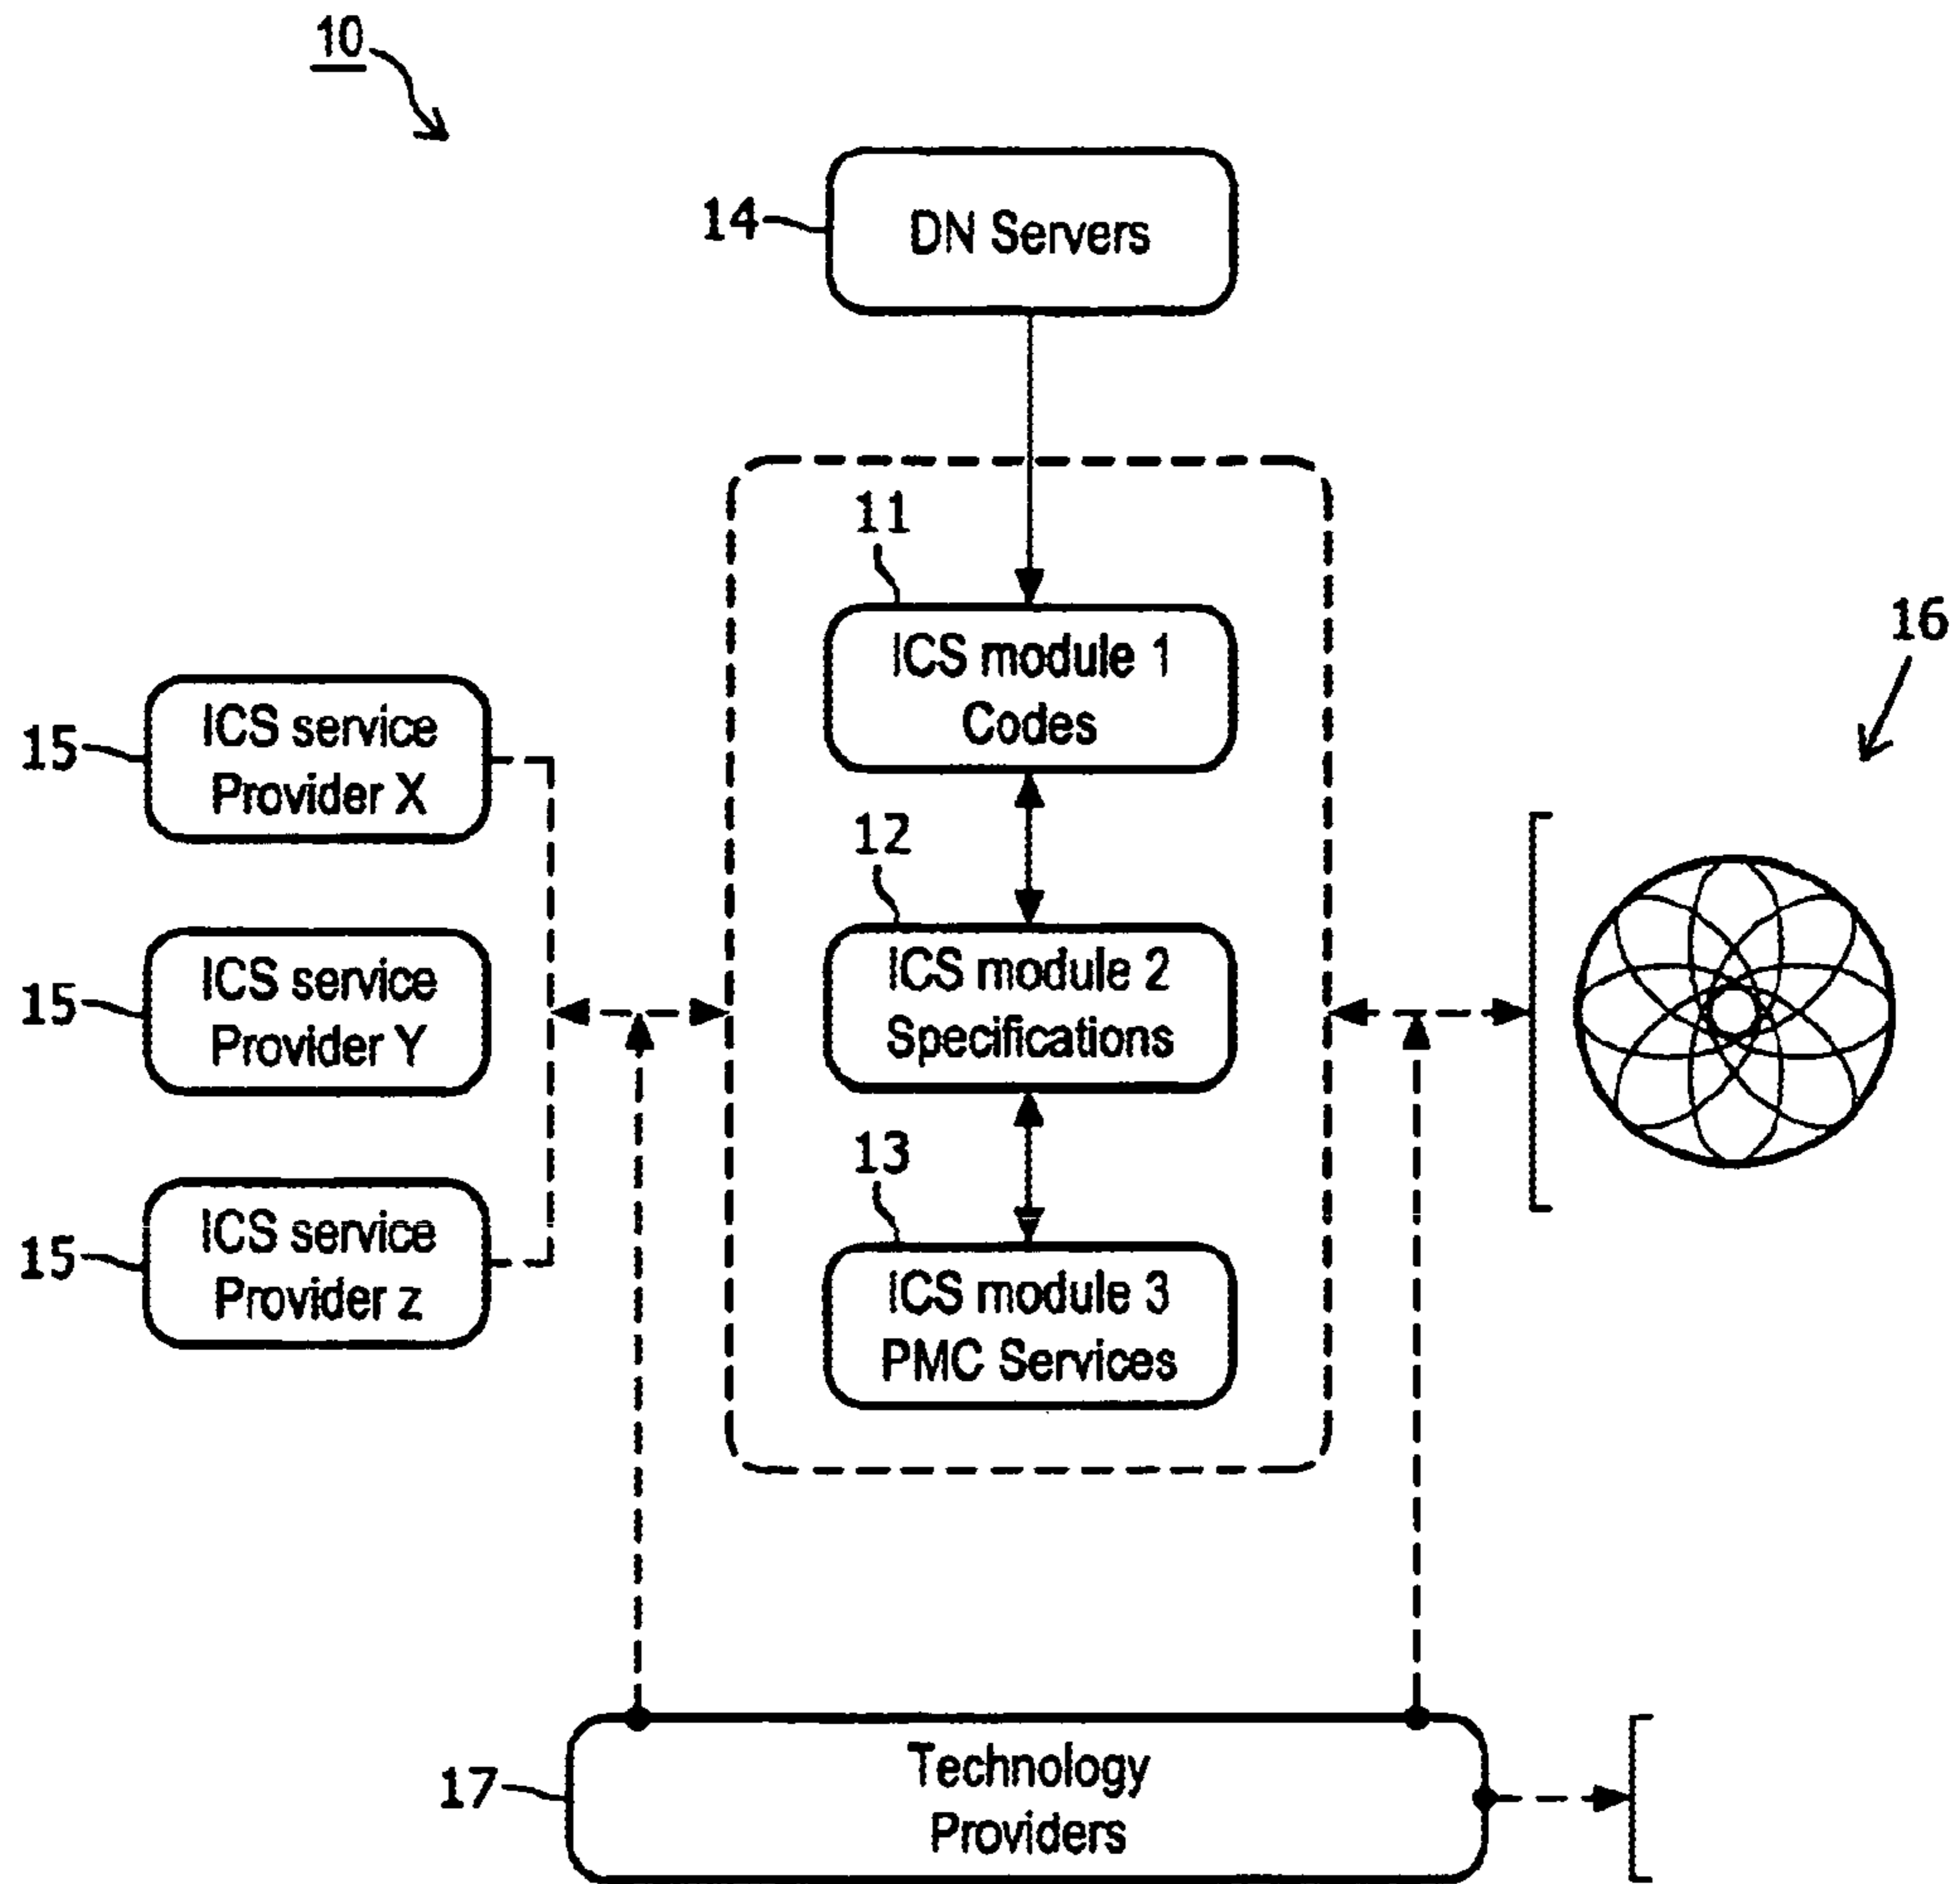 10
14
DN Servers
11
ICS module 1
Codes
16
15
ICS service
Provider X
12
15
ICS service
Provider Y
ICS module 2
Specifications
13
15
ICS service
Provider z
ICS module 3
PMC Services
17
Technology
Providers